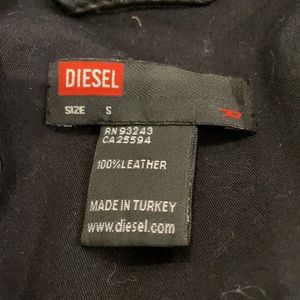 DIESEL
SIZE S
RN 93243
CA 25594
100% LEATHER
MADE IN TURKEY
www.diesel.com